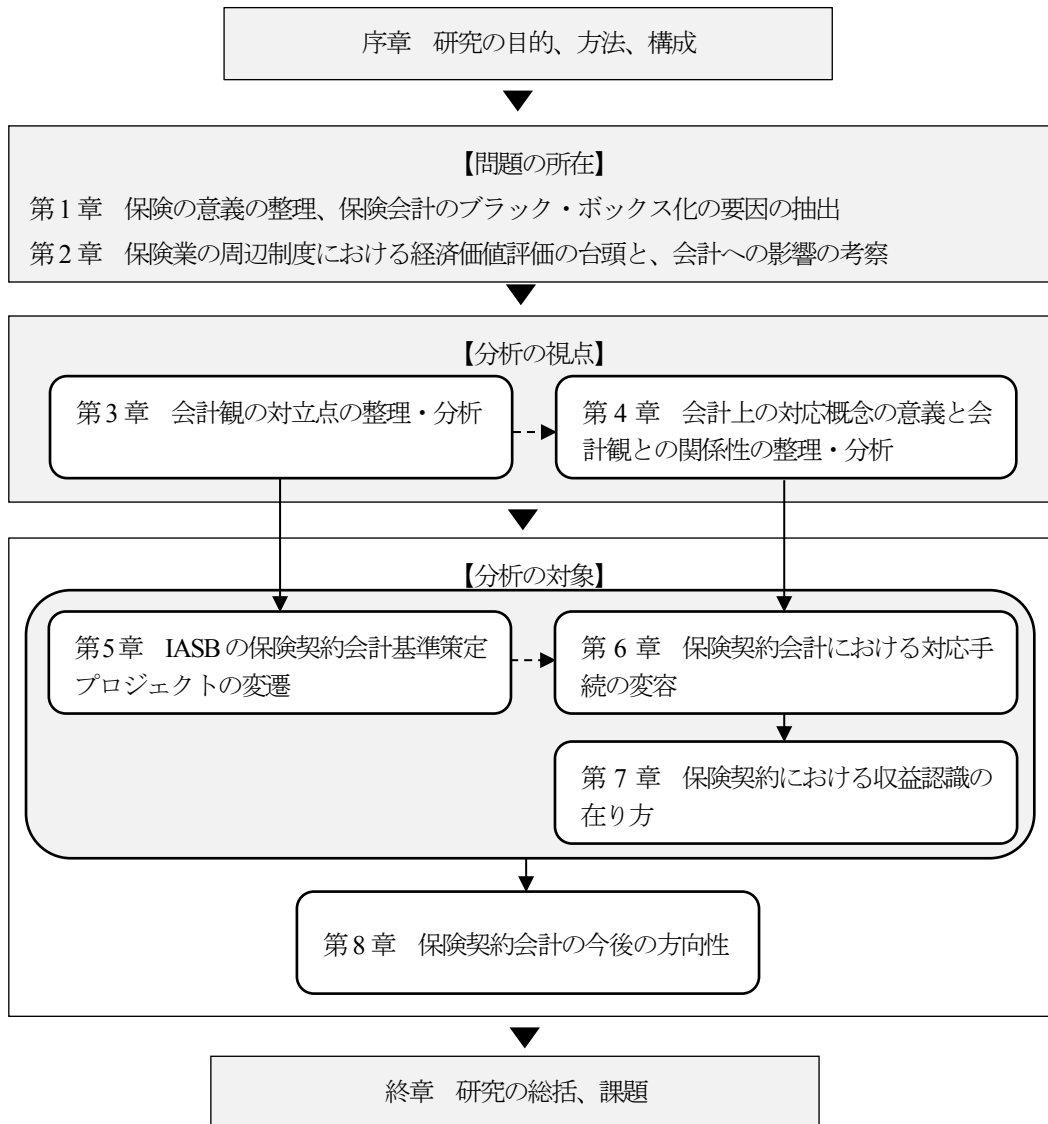 序章　研究の目的、方法、構成
【問題の所在】
第1章　保険の意義の整理、保険会計のブラック・ボックス化の要因の抽出
第2章　保険業の周辺制度における経済価値評価の台頭と、会計への影響の考察
【分析の視点】
第3章　会計観の対立点の整理・分析
第4章　会計上の対応概念の意義と会
計観との関係性の整理・分析
【分析の対象】
第5章　IASBの保険契約会計基準策定
プロジェクトの変遷
第6章　保険契約会計における対応手
続の変容
第7章　保険契約における収益認識の
在り方
第8章　保険契約会計の今後の方向性
終章　研究の総括、課題